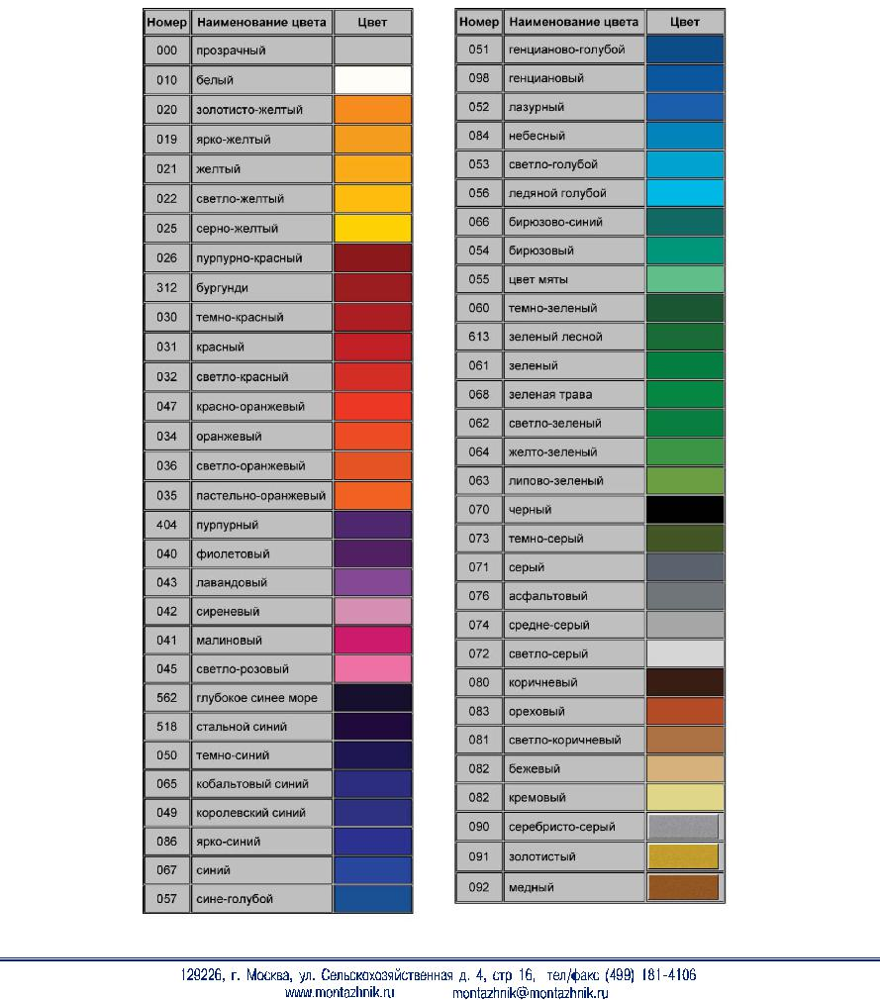 Номер Наименование цвета Цвет
000 прозрачный
010 белый
020 золотисто-желтый
019 ярко-желтый
021 желтый
022 светло-желтый
025 серно-желтый
026 пурпурно-красный
312 бургунди
030 темно-красный
031 красный
032 светло-красный
047 красно-оранжевый
034 оранжевый
036 светло-оранжевый
035 пастельно-оранжевый
404 пурпурный
040 фиолетовый
043 лавандовый
042 сиреневый
041 малиновый
045 светло-розовый
562 глубокое синее море
518 стальной синий
050 темно-синий
065 кобальтовый синий
049 королевский синий
086 ярко-синий
067 синий
057 сине-голубой
Номер Наименование цвета Цвет
051 генцианово-голубой
098 генциановый
052 лазурный
084 небесный
053 светло-голубой
056 ледяной голубой
066 бирюзово-синий
054 бирюзовый
055 цвет мяты
060 темно-зеленый
613 зеленый лесной
061 зеленый
068 зеленая трава
062 светло-зеленый
064 желто-зеленый
063 липово-зеленый
070 черный
073 темно-серый
071 серый
076 асфальтовый
074 средне-серый
072 светло-серый
080 коричневый
083 ореховый
081 светло-коричневый
082 бежевый
082 кремовый
090 серебристо-серый
091 золотистый
092 медный
129226, г. Москва, ул. Сельскохозяйственная д. 4, стр 16, тел/факс (499) 181-4106
www.montazhnik.ru montazhnik@montazhnik.ru